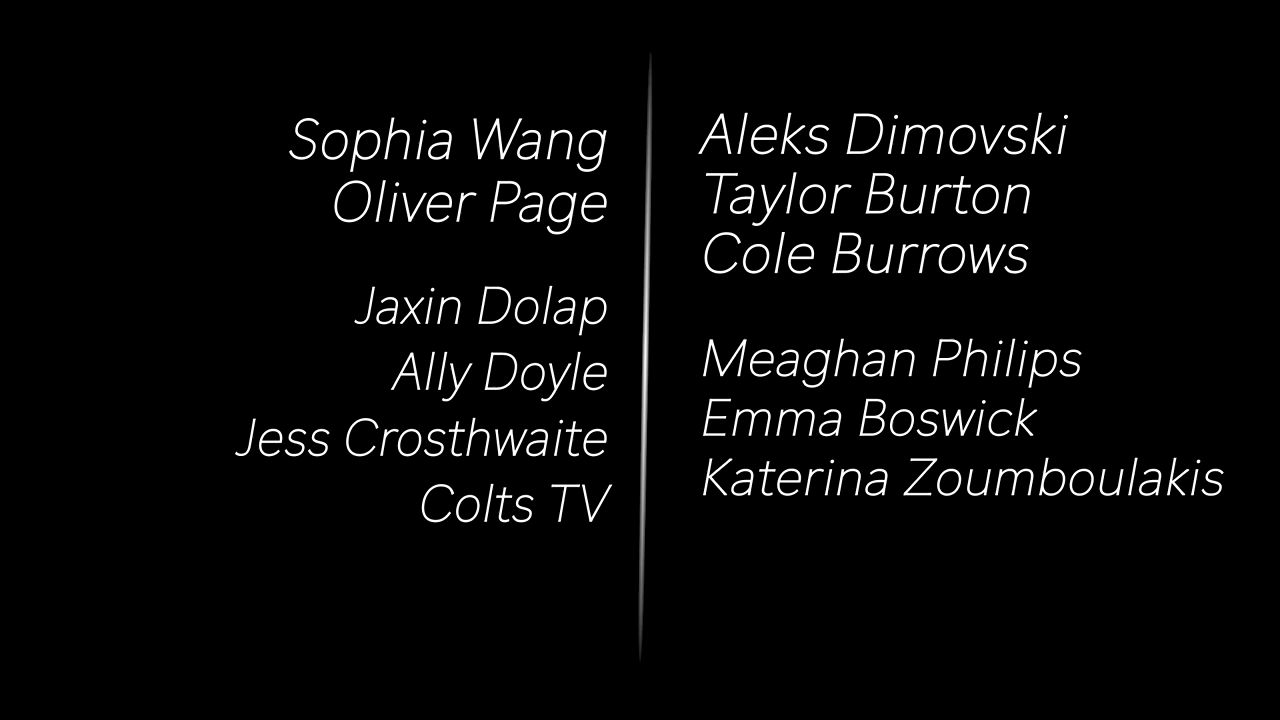 Sophia Wang
Oliver Page
Jaxin Dolap
Ally Doyle
Jess Crosthwaite
Colts TV
Aleks Dimovski
Taylor Burton
Cole Burrows
Meaghan Philips
Emma Boswick
Katerina Zoumboulakis